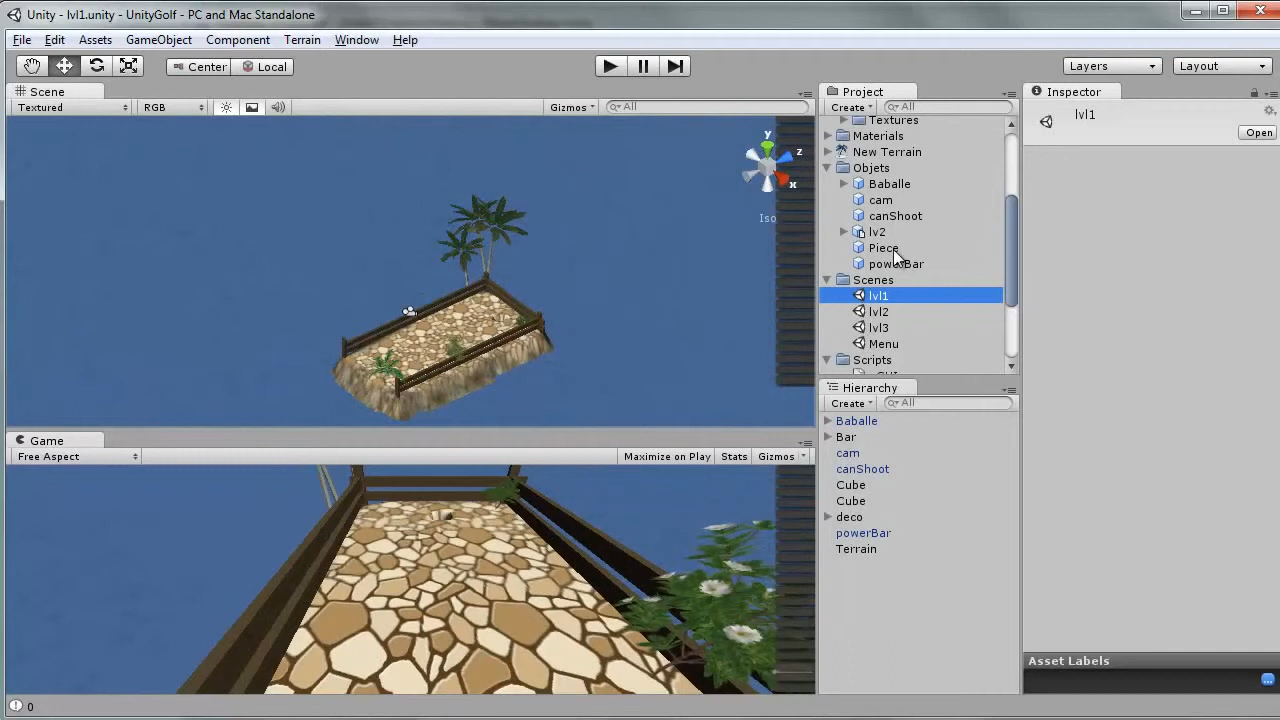 Unity - lvl1.unity - UnityGolf - PC and Mac Standalone
File Edit Assets GameObject Component Terrain Window Help
Center Local Layers Layout
Scene
Textured RGB Gizmos All
y
z
x
Iso
Game
Free Aspect Maximize on Play Stats Gizmos
Project
Create All
Textures
Materials
New Terrain
Objets
Baballe
cam
canShoot
lv2
Piece
powerBar
Scenes
lvl1
lvl2
lvl3
Menu
Scripts
Hierarchy
Create All
Baballe
Bar
cam
canShoot
Cube
Cube
deco
powerBar
Terrain
Inspector
lvl1
Open
Asset Labels
0